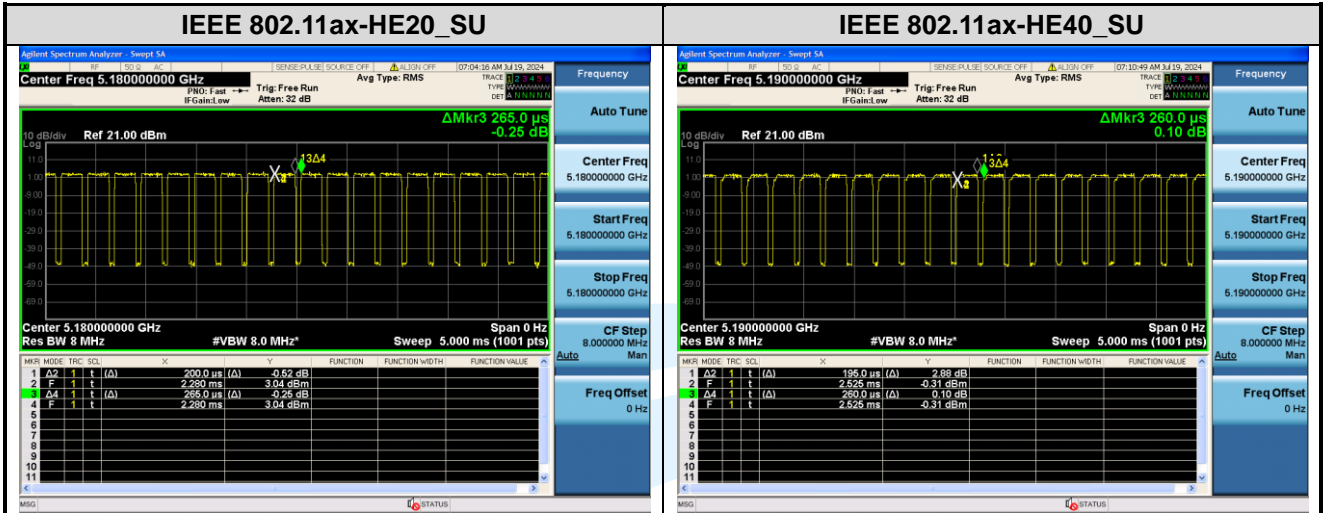 IEEE 802.11ax-HE20_SU
Agilent Spectrum Analyzer - Swept SA
RF 50 Ω AC SENSE:PULSE SOURCE OFF ALIGN OFF 07:04:16 AM Jul 19, 2024
Center Freq 5.180000000 GHz
PNO: Fast
IFGain:Low
Trig: Free Run
Atten: 32 dB
Avg Type: RMS
TRACE 1 2 3 4 5 6
TYPE
DET A N N N N N
ΔMkr3 265.0 µs
-0.25 dB
10 dB/div Ref 21.00 dBm
Log
11.0
1.00
-9.00
-19.0
-29.0
-39.0
-49.0
-59.0
-69.0
13Δ4
Center 5.180000000 GHz Span 0 Hz
Res BW 8 MHz #VBW 8.0 MHz* Sweep 5.000 ms (1001 pts)
MKR MODE TRC SCL X Y FUNCTION FUNCTION WIDTH FUNCTION VALUE
1 Δ2 1 t (Δ) 200.0 µs (Δ) -0.52 dB
2 F 1 t 2.280 ms 3.04 dBm
3 Δ4 1 t (Δ) 265.0 µs (Δ) -0.25 dB
4 F 1 t 2.280 ms 3.04 dBm
5
6
7
8
9
10
11
MSG STATUS
Frequency
Auto Tune
Center Freq
5.180000000 GHz
Start Freq
5.180000000 GHz
Stop Freq
5.180000000 GHz
CF Step
8.000000 MHz
Auto Man
Freq Offset
0 Hz
IEEE 802.11ax-HE40_SU
Agilent Spectrum Analyzer - Swept SA
RF 50 Ω AC SENSE:PULSE SOURCE OFF ALIGN OFF 07:10:49 AM Jul 19, 2024
Center Freq 5.190000000 GHz
PNO: Fast
IFGain:Low
Trig: Free Run
Atten: 32 dB
Avg Type: RMS
TRACE 1 2 3 4 5 6
TYPE
DET A N N N N N
ΔMkr3 260.0 µs
0.10 dB
10 dB/div Ref 21.00 dBm
Log
11.0
1.00
-9.00
-19.0
-29.0
-39.0
-49.0
-59.0
-69.0
3Δ4
Center 5.190000000 GHz Span 0 Hz
Res BW 8 MHz #VBW 8.0 MHz* Sweep 5.000 ms (1001 pts)
MKR MODE TRC SCL X Y FUNCTION FUNCTION WIDTH FUNCTION VALUE
1 Δ2 1 t (Δ) 195.0 µs (Δ) 2.88 dB
2 F 1 t 2.525 ms -0.31 dBm
3 Δ4 1 t (Δ) 260.0 µs (Δ) 0.10 dB
4 F 1 t 2.525 ms -0.31 dBm
5
6
7
8
9
10
11
MSG STATUS
Frequency
Auto Tune
Center Freq
5.190000000 GHz
Start Freq
5.190000000 GHz
Stop Freq
5.190000000 GHz
CF Step
8.000000 MHz
Auto Man
Freq Offset
0 Hz